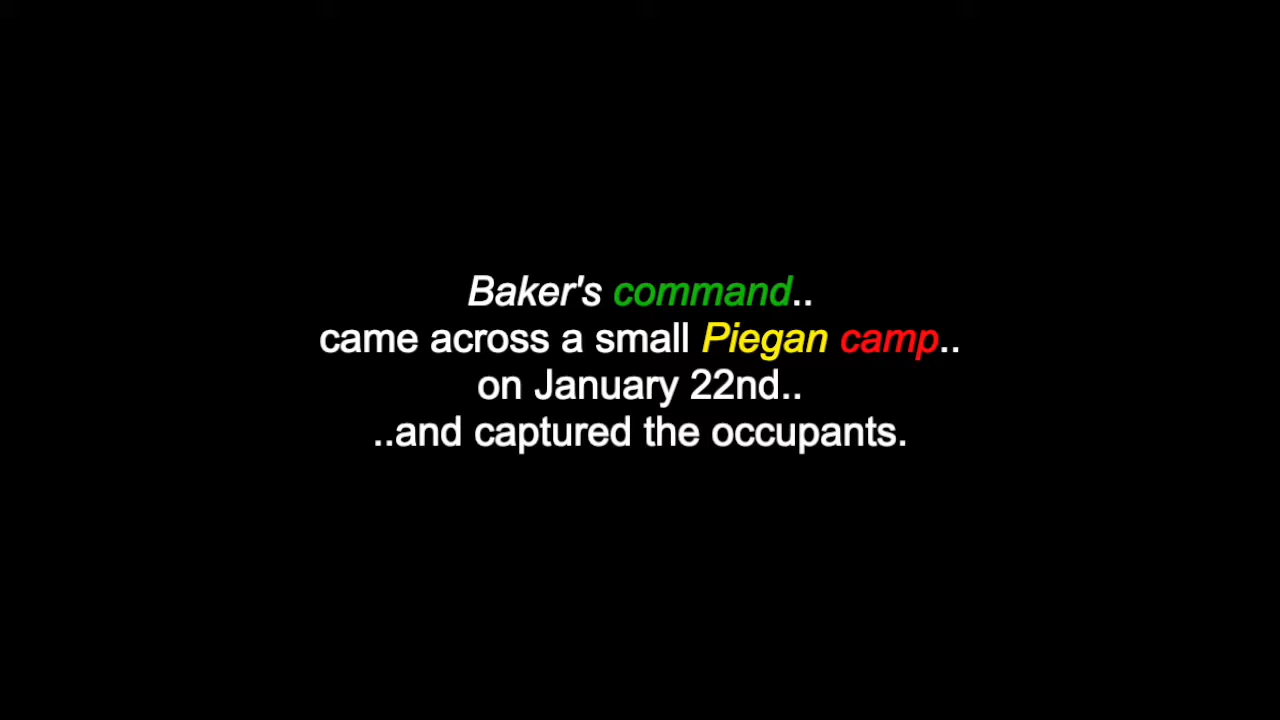 Baker's command..
came across a small Piegan camp..
on January 22nd..
..and captured the occupants.